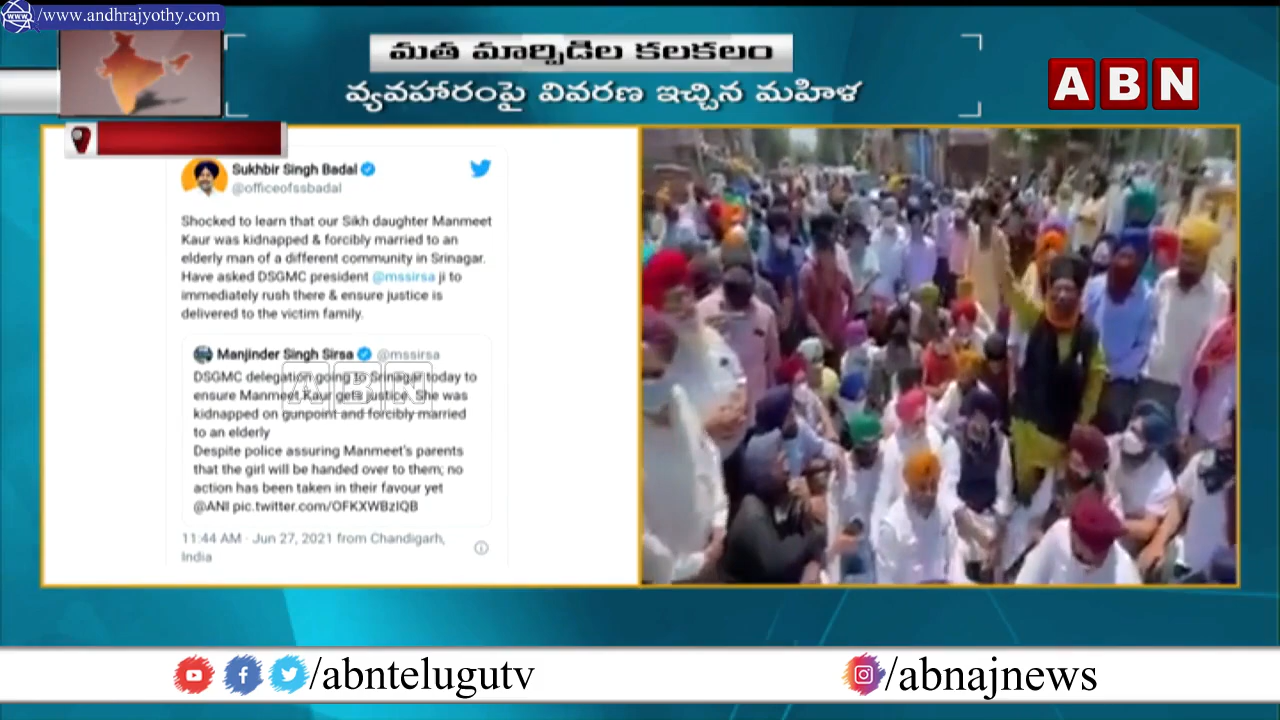 /www.andhrajyothy.com
మత మార్పిడిల కలకలం
వ్యవహారంపై వివరణ ఇచ్చిన మహిళ
ABN
Sukhbir Singh Badal
@officeofssbadal
Shocked to learn that our Sikh daughter Manmeet
Kaur was kidnapped & forcibly married to an
elderly man of a different community in Srinagar.
Have asked DSGMC president @mssirsa ji to
immediately rush there & ensure justice is
delivered to the victim family.
Manjinder Singh Sirsa @mssirsa
DSGMC delegation going to Srinagar today to
ensure Manmeet Kaur gets justice. She was
kidnapped on gunpoint and forcibly married
to an elderly
Despite police assuring Manmeet's parents
that the girl will be handed over to them; no
action has been taken in their favour yet
@ANI pic.twitter.com/OFKXWBzIQB
11:44 AM · Jun 27, 2021 from Chandigarh,
India
ABN
/abntelugutv
/abnajnews